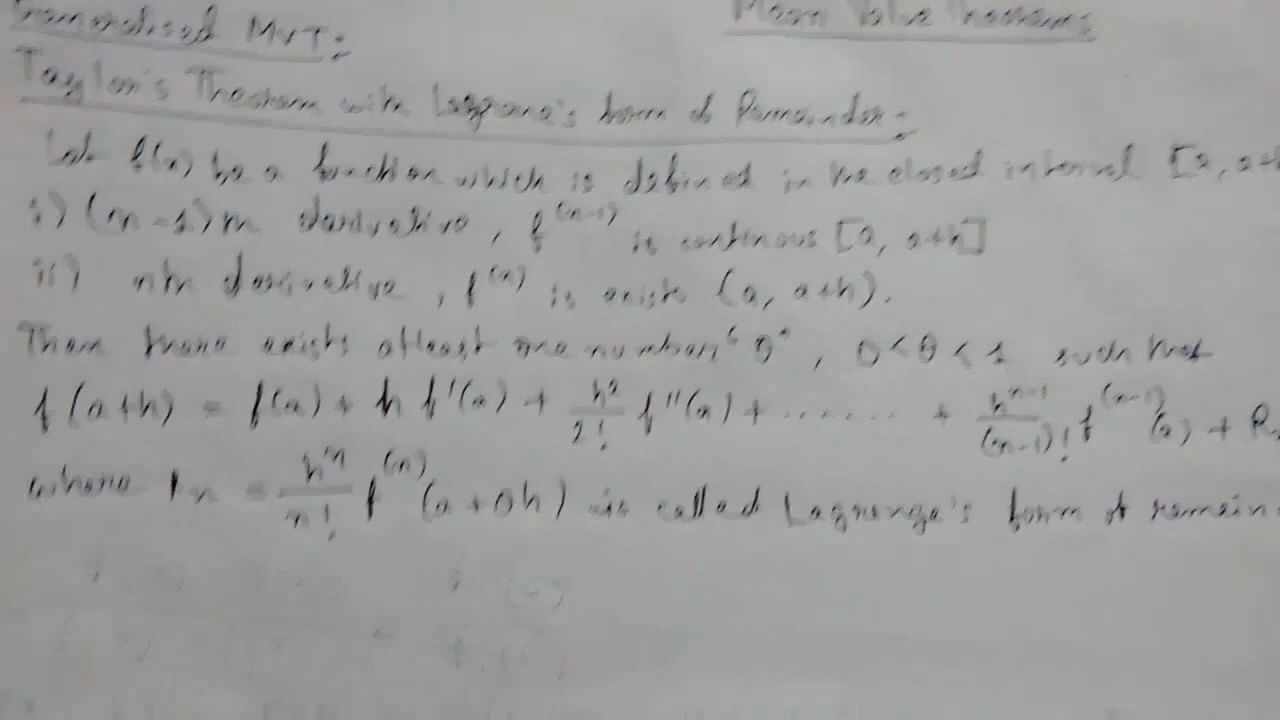 Generalised MVT:
Mean Value Theorems
Taylor's Theorem with Lagrange's form of Remainder:
Let f(x) be a function which is defined in the closed interval [a, a+h
i) (n-1)th derivative, f^(n-1) is continous [a, a+h]
ii) nth derivative, f^(n) is exists (a, a+h).
Then there exists atleast one number "θ", 0<θ<1 such that
f(a+h) = f(a) + h f'(a) + h²/2! f''(a) + ....... + h^(n-1)/(n-1)! f^(n-1)(a) + R
where Rn = h^n/n! f^(n) (a+θh) is called Lagrange's form of remain